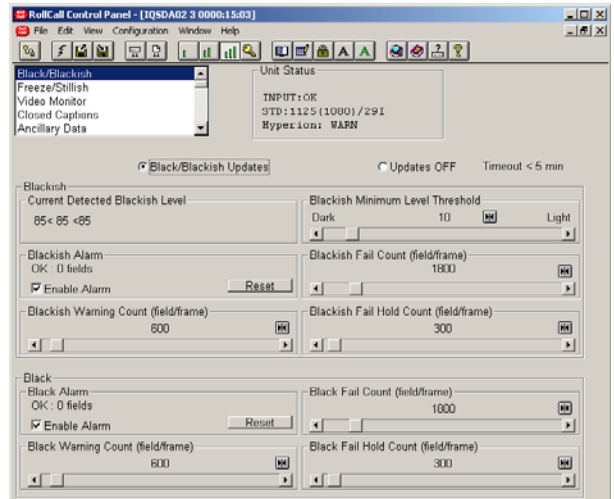 RollCall Control Panel - [IQSDA02 3 0000:15:03]
File Edit View Configuration Window Help
Black/Blackish
Freeze/Stillish
Video Monitor
Closed Captions
Ancillary Data
Unit Status
INPUT:OK
STD:1125(1080)/29I
Hyperion: WARN
Black/Blackish Updates
Updates OFF
Timeout < 5 min
Blackish
Current Detected Blackish Level
85< 85 <85
Blackish Minimum Level Threshold
Dark 10 Light
Blackish Alarm
OK : 0 fields
Enable Alarm
Reset
Blackish Fail Count (field/frame)
1800
Blackish Warning Count (field/frame)
600
Blackish Fail Hold Count (field/frame)
300
Black
Black Alarm
OK : 0 fields
Enable Alarm
Reset
Black Fail Count (field/frame)
1800
Black Warning Count (field/frame)
600
Black Fail Hold Count (field/frame)
300